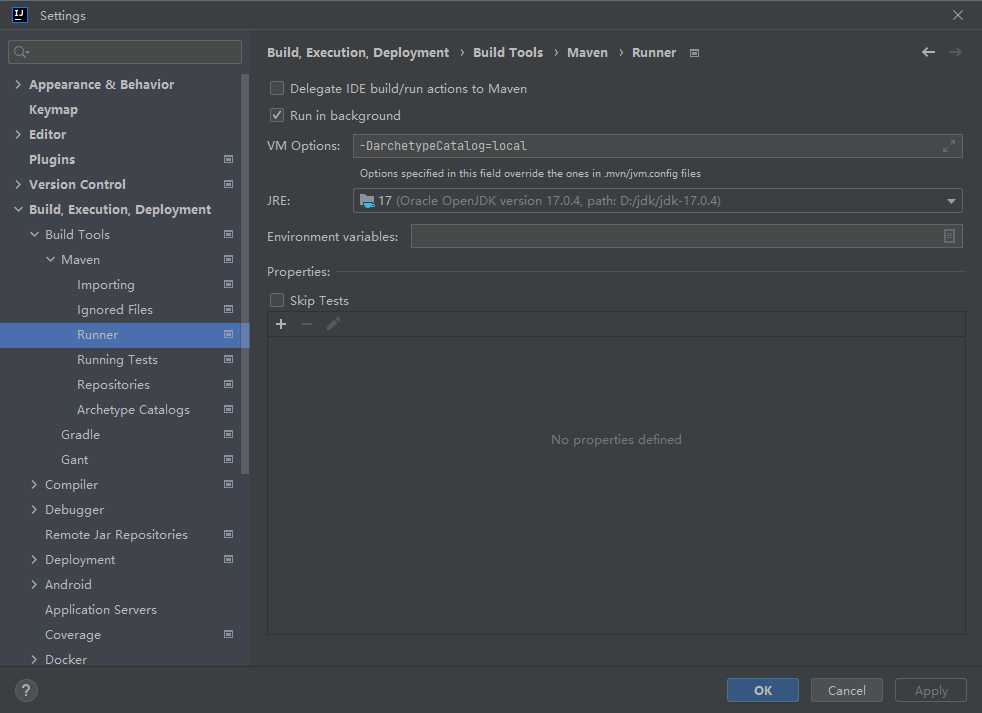 IJ
Settings
Appearance & Behavior
Keymap
Editor
Plugins
Version Control
Build, Execution, Deployment
Build Tools
Maven
Importing
Ignored Files
Runner
Running Tests
Repositories
Archetype Catalogs
Gradle
Gant
Compiler
Debugger
Remote Jar Repositories
Deployment
Android
Application Servers
Coverage
Docker
Build, Execution, Deployment › Build Tools › Maven › Runner
Delegate IDE build/run actions to Maven
Run in background
VM Options: -DarchetypeCatalog=local
Options specified in this field override the ones in .mvn/jvm.config files
JRE: 17 (Oracle OpenJDK version 17.0.4, path: D:/jdk/jdk-17.0.4)
Environment variables:
Properties:
Skip Tests
No properties defined
?
OK Cancel Apply